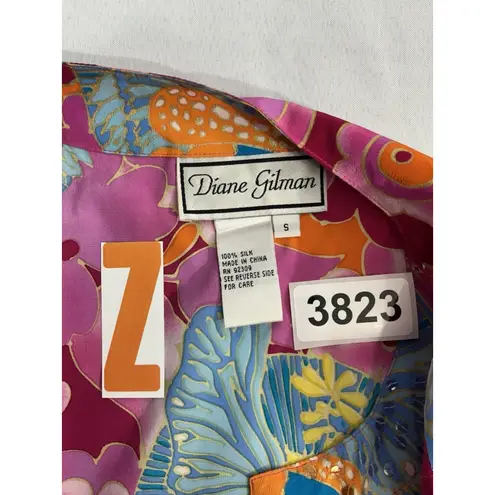 Diane Gilman
S
100% SILK
MADE IN CHINA
RN 92309
SEE REVERSE SIDE
FOR CARE
Z
3823